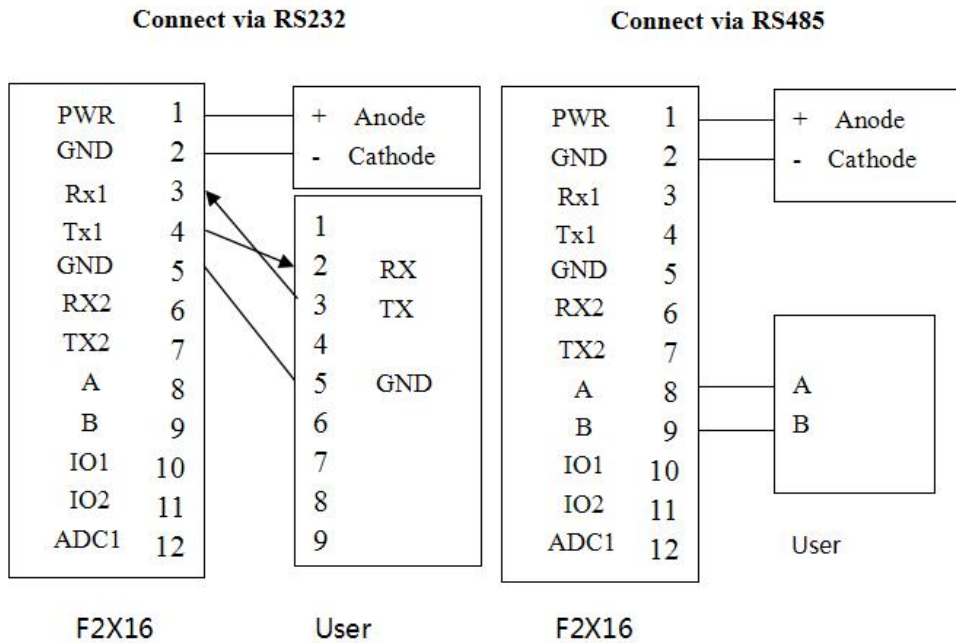 Connect via RS232
PWR 1
GND 2
Rx1 3
Tx1 4
GND 5
RX2 6
TX2 7
A 8
B 9
IO1 10
IO2 11
ADC1 12
+ Anode
- Cathode
1
2 RX
3 TX
4
5 GND
6
7
8
9
F2X16
User
Connect via RS485
PWR 1
GND 2
Rx1 3
Tx1 4
GND 5
RX2 6
TX2 7
A 8
B 9
IO1 10
IO2 11
ADC1 12
+ Anode
- Cathode
A
B
User
F2X16